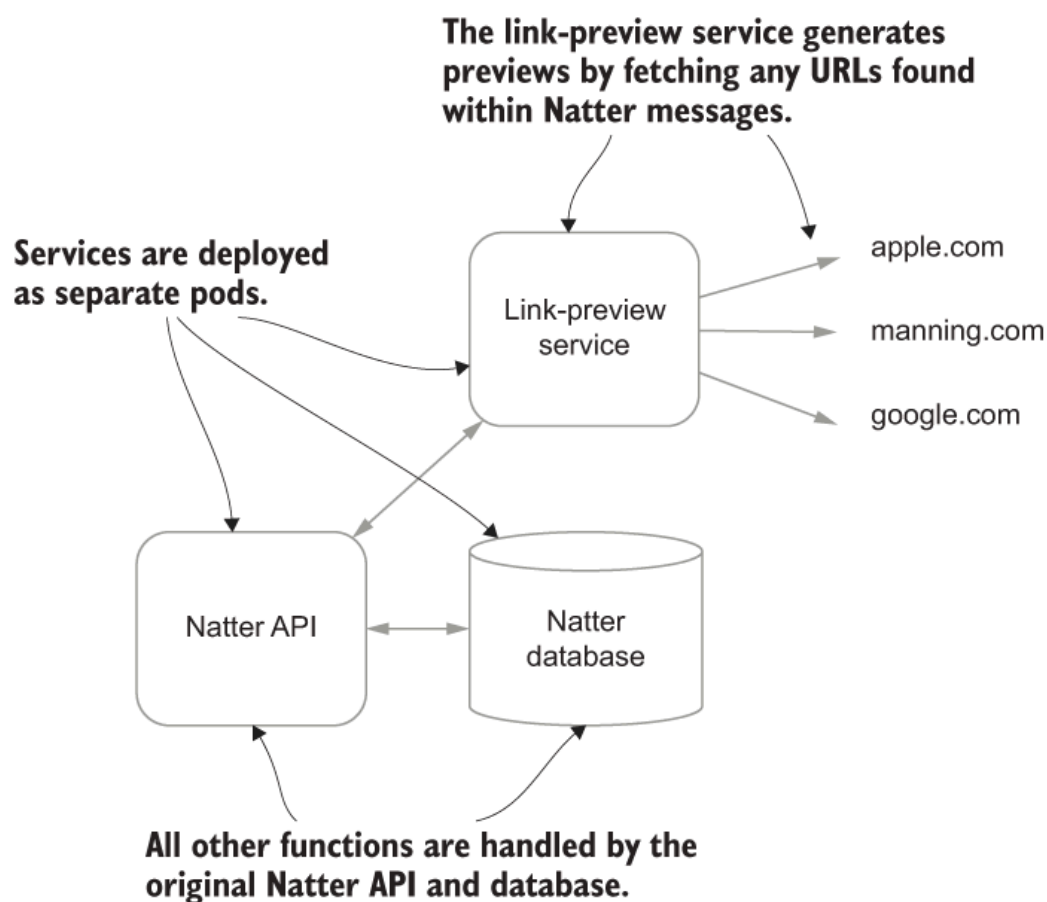 The link-preview service generates
previews by fetching any URLs found
within Natter messages.
Services are deployed
as separate pods.
Link-preview
service
apple.com
manning.com
google.com
Natter API
Natter
database
All other functions are handled by the
original Natter API and database.